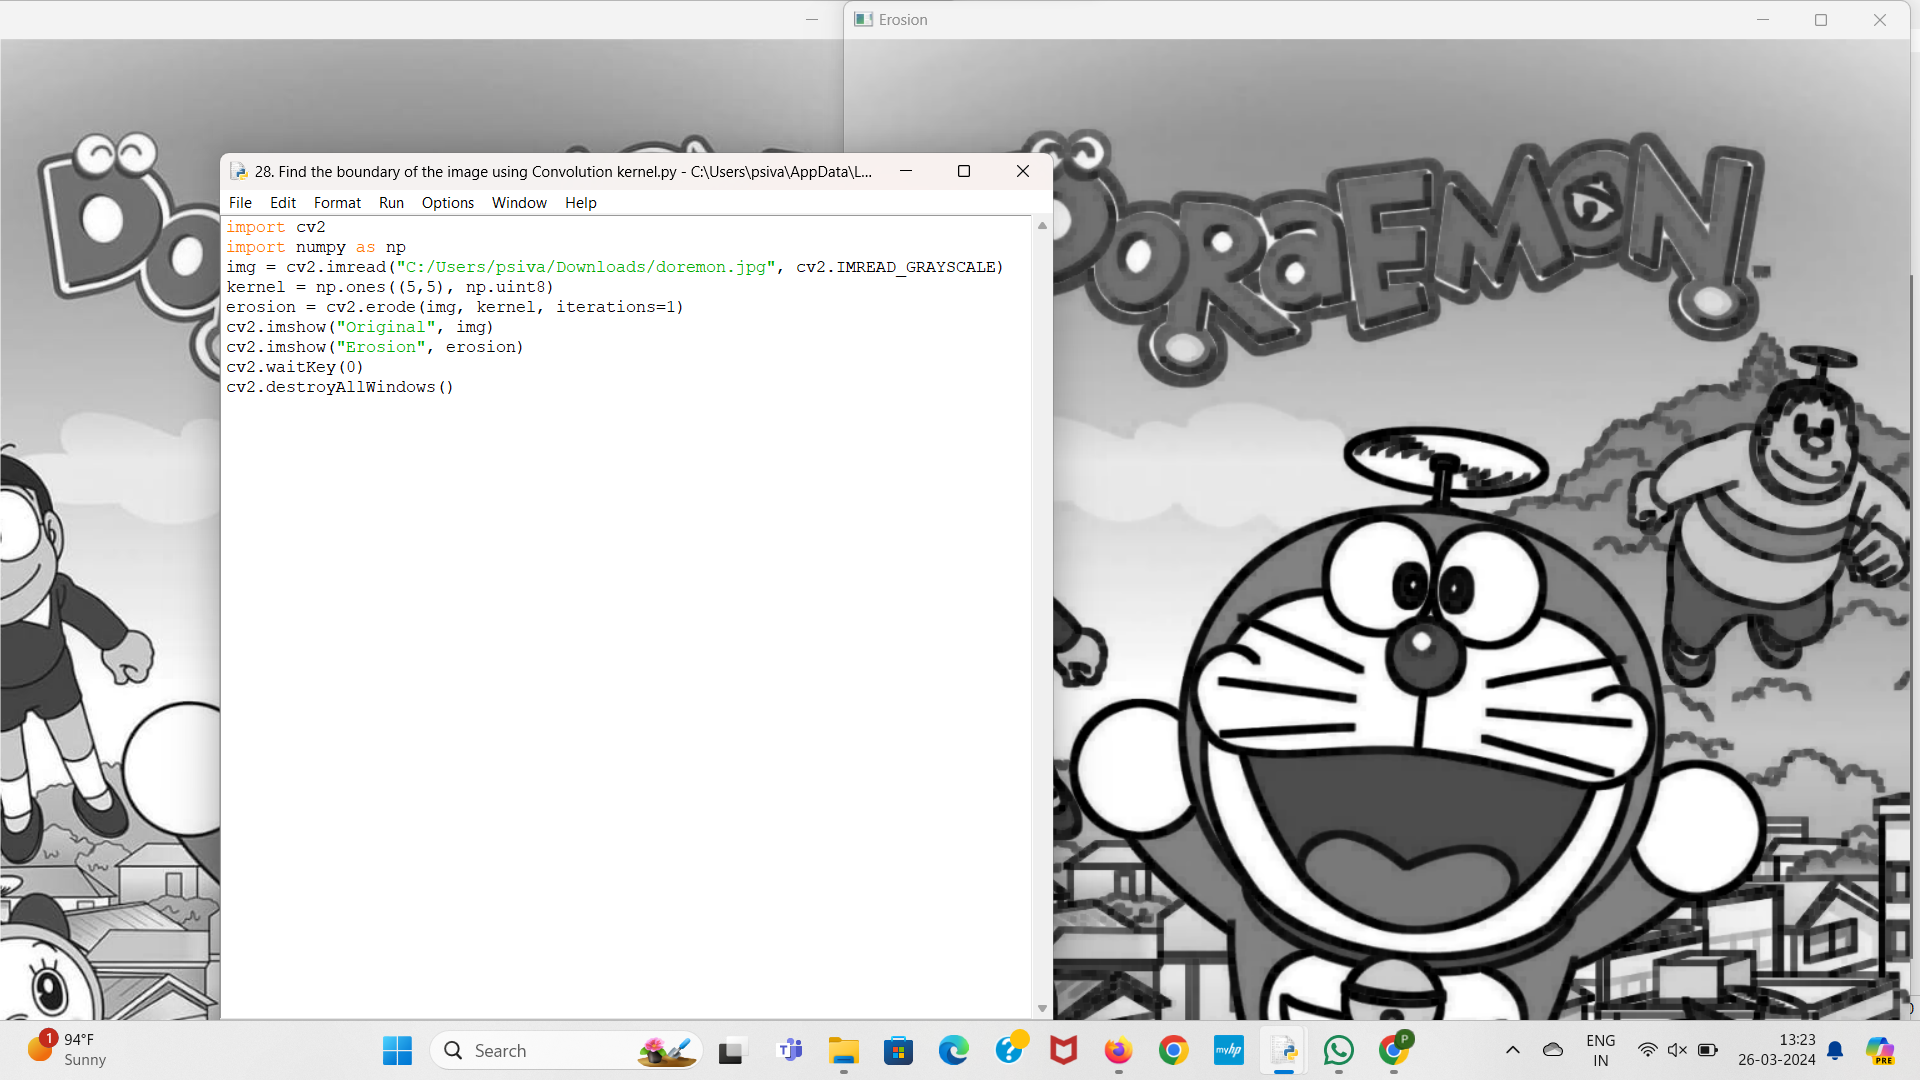 Erosion
DORAEMON
28. Find the boundary of the image using Convolution kernel.py - C:\Users\psiva\AppData\L...
File Edit Format Run Options Window Help
import cv2
import numpy as np
img = cv2.imread("C:/Users/psiva/Downloads/doremon.jpg", cv2.IMREAD_GRAYSCALE)
kernel = np.ones((5,5), np.uint8)
erosion = cv2.erode(img, kernel, iterations=1)
cv2.imshow("Original", img)
cv2.imshow("Erosion", erosion)
cv2.waitKey(0)
cv2.destroyAllWindows()
1
94°F
Sunny
Search
myhp
P
ENG
IN
13:23
26-03-2024
PRE